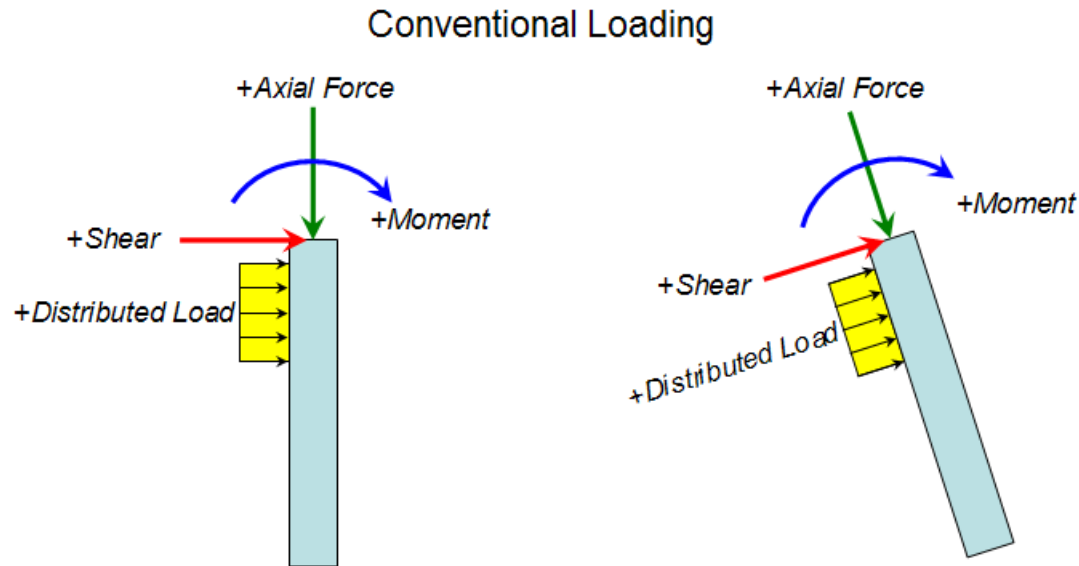 Conventional Loading
+Axial Force
+Moment
+Shear
+Distributed Load
+Axial Force
+Moment
+Shear
+Distributed Load